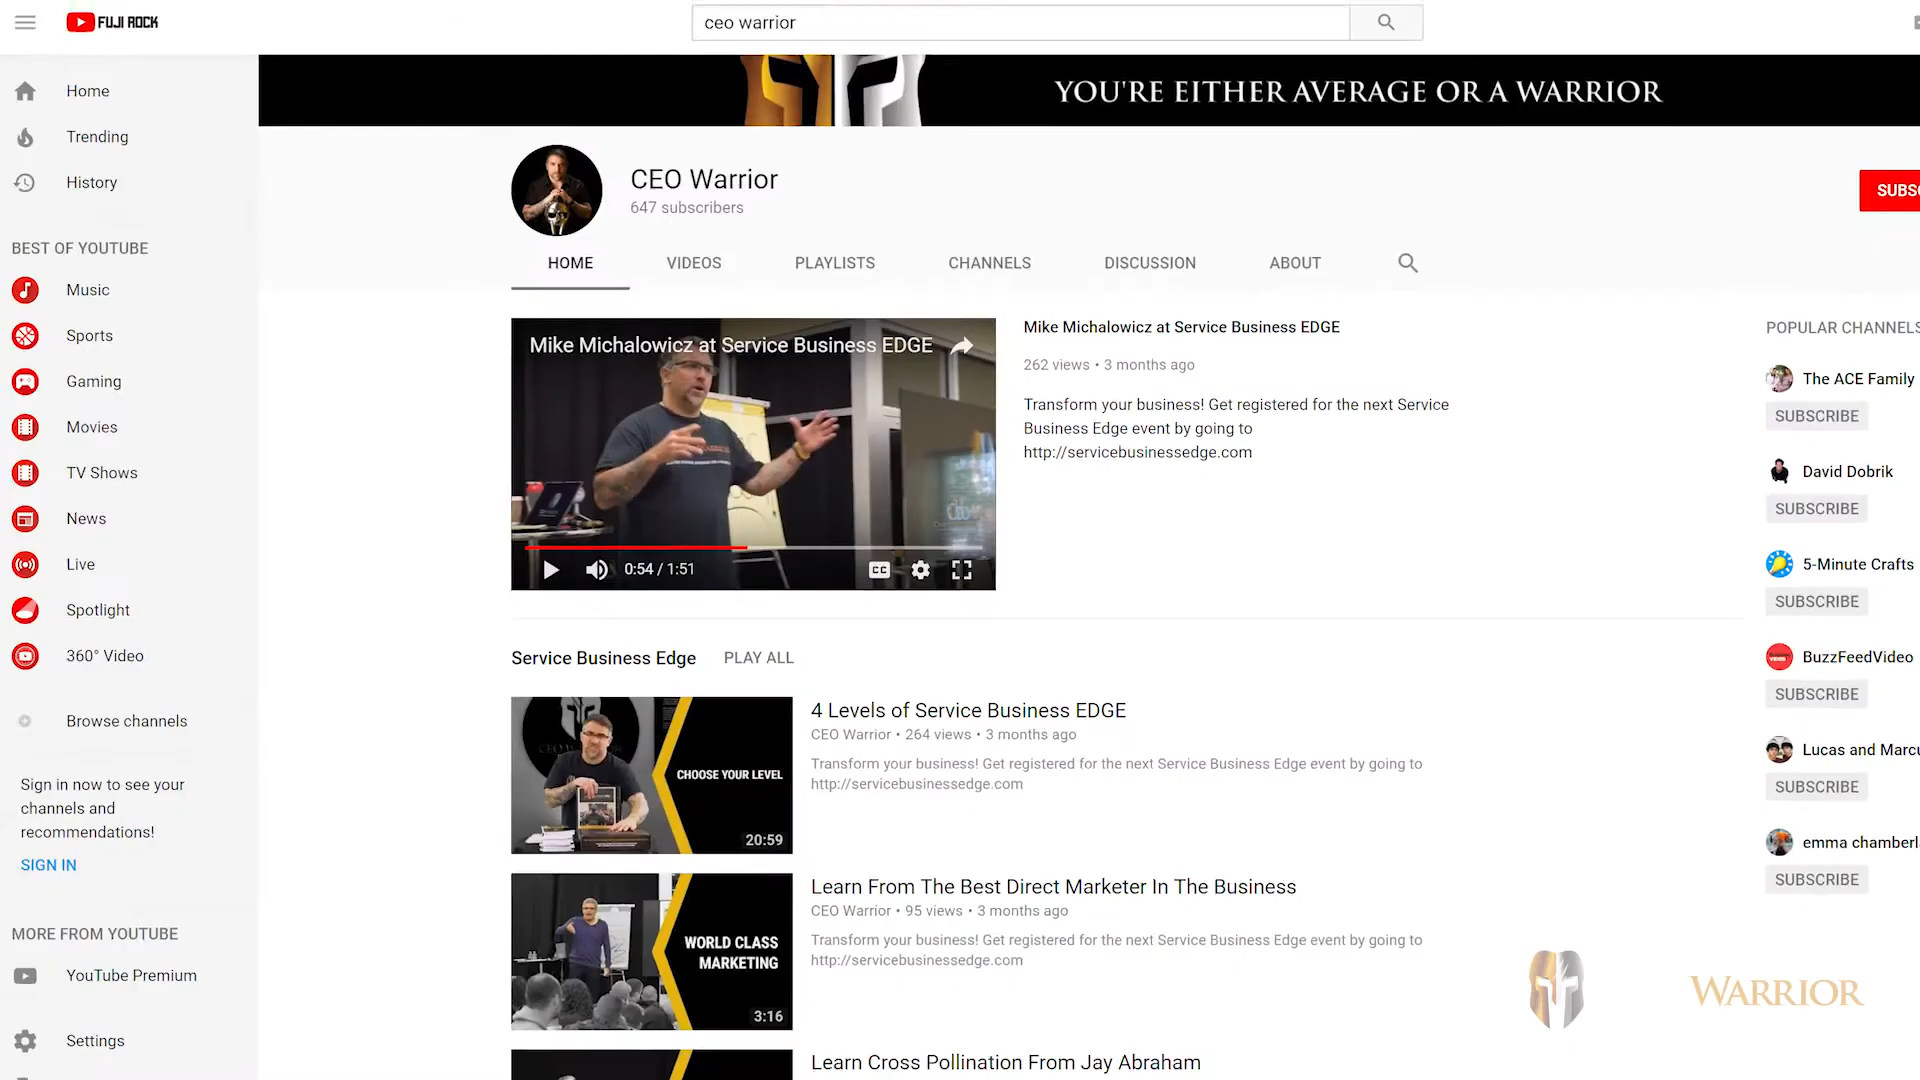 FUJI ROCK
ceo warrior
Home
Trending
History
BEST OF YOUTUBE
Music
Sports
Gaming
Movies
TV Shows
News
Live
Spotlight
360° Video
Browse channels
Sign in now to see your
channels and
recommendations!
SIGN IN
MORE FROM YOUTUBE
YouTube Premium
Settings
YOU'RE EITHER AVERAGE OR A WARRIOR
CEO Warrior
647 subscribers
SUBS
HOME VIDEOS PLAYLISTS CHANNELS DISCUSSION ABOUT
Mike Michalowicz at Service Business EDGE
0:54 / 1:51
CC
Mike Michalowicz at Service Business EDGE
262 views • 3 months ago
Transform your business! Get registered for the next Service
Business Edge event by going to
http://servicebusinessedge.com
Service Business Edge PLAY ALL
CHOOSE YOUR LEVEL
20:59
4 Levels of Service Business EDGE
CEO Warrior • 264 views • 3 months ago
Transform your business! Get registered for the next Service Business Edge event by going to
http://servicebusinessedge.com
WORLD CLASS
MARKETING
3:16
Learn From The Best Direct Marketer In The Business
CEO Warrior • 95 views • 3 months ago
Transform your business! Get registered for the next Service Business Edge event by going to
http://servicebusinessedge.com
Learn Cross Pollination From Jay Abraham
POPULAR CHANNELS
The ACE Family
SUBSCRIBE
David Dobrik
SUBSCRIBE
5-Minute Crafts
SUBSCRIBE
BuzzFeedVideo
SUBSCRIBE
Lucas and Marcu
SUBSCRIBE
emma chamberl
SUBSCRIBE
WARRIOR